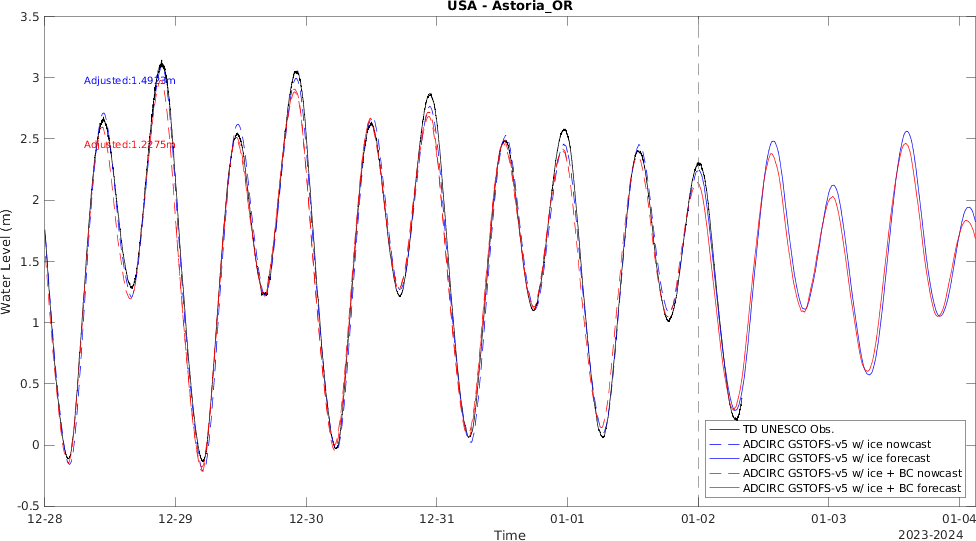 USA - Astoria_OR
3.5
3
2.5
2
1.5
1
0.5
0
-0.5
Water Level (m)
Adjusted:1.2275m
TD UNESCO Obs.
ADCIRC GSTOFS-v5 w/ ice nowcast
ADCIRC GSTOFS-v5 w/ ice forecast
ADCIRC GSTOFS-v5 w/ ice + BC nowcast
ADCIRC GSTOFS-v5 w/ ice + BC forecast
12-28 12-29 12-30 12-31 01-01 01-02 01-03 01-04
Time
2023-2024